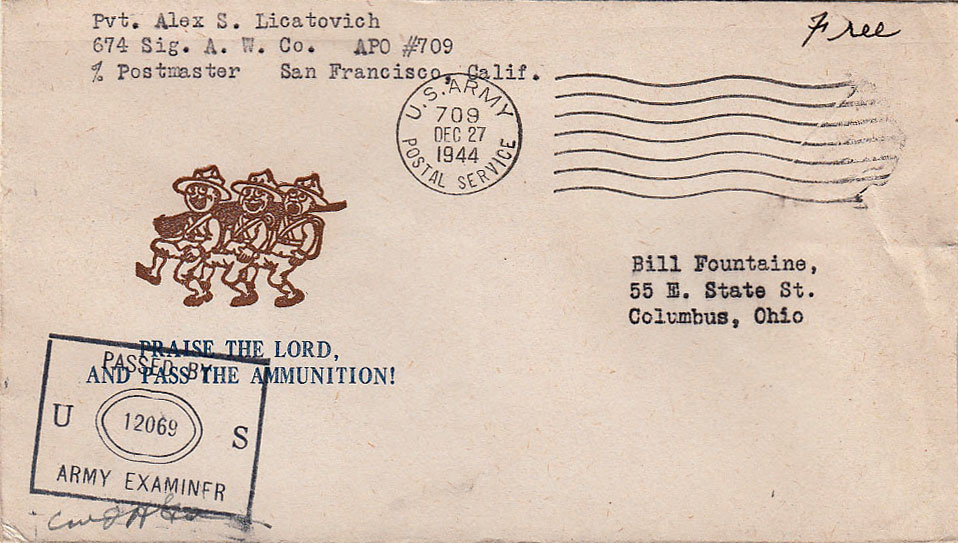 Pvt. Alex S. Licatovich
674 Sig. A. W. Co. APO #709
% Postmaster San Francisco, Calif.
Free
U.S. ARMY
709
DEC 27
1944
POSTAL SERVICE
Bill Fountaine,
55 E. State St.
Columbus, Ohio
PRAISE THE LORD,
AND PASS THE AMMUNITION!
PASSED BY
U 12069 S
ARMY EXAMINER